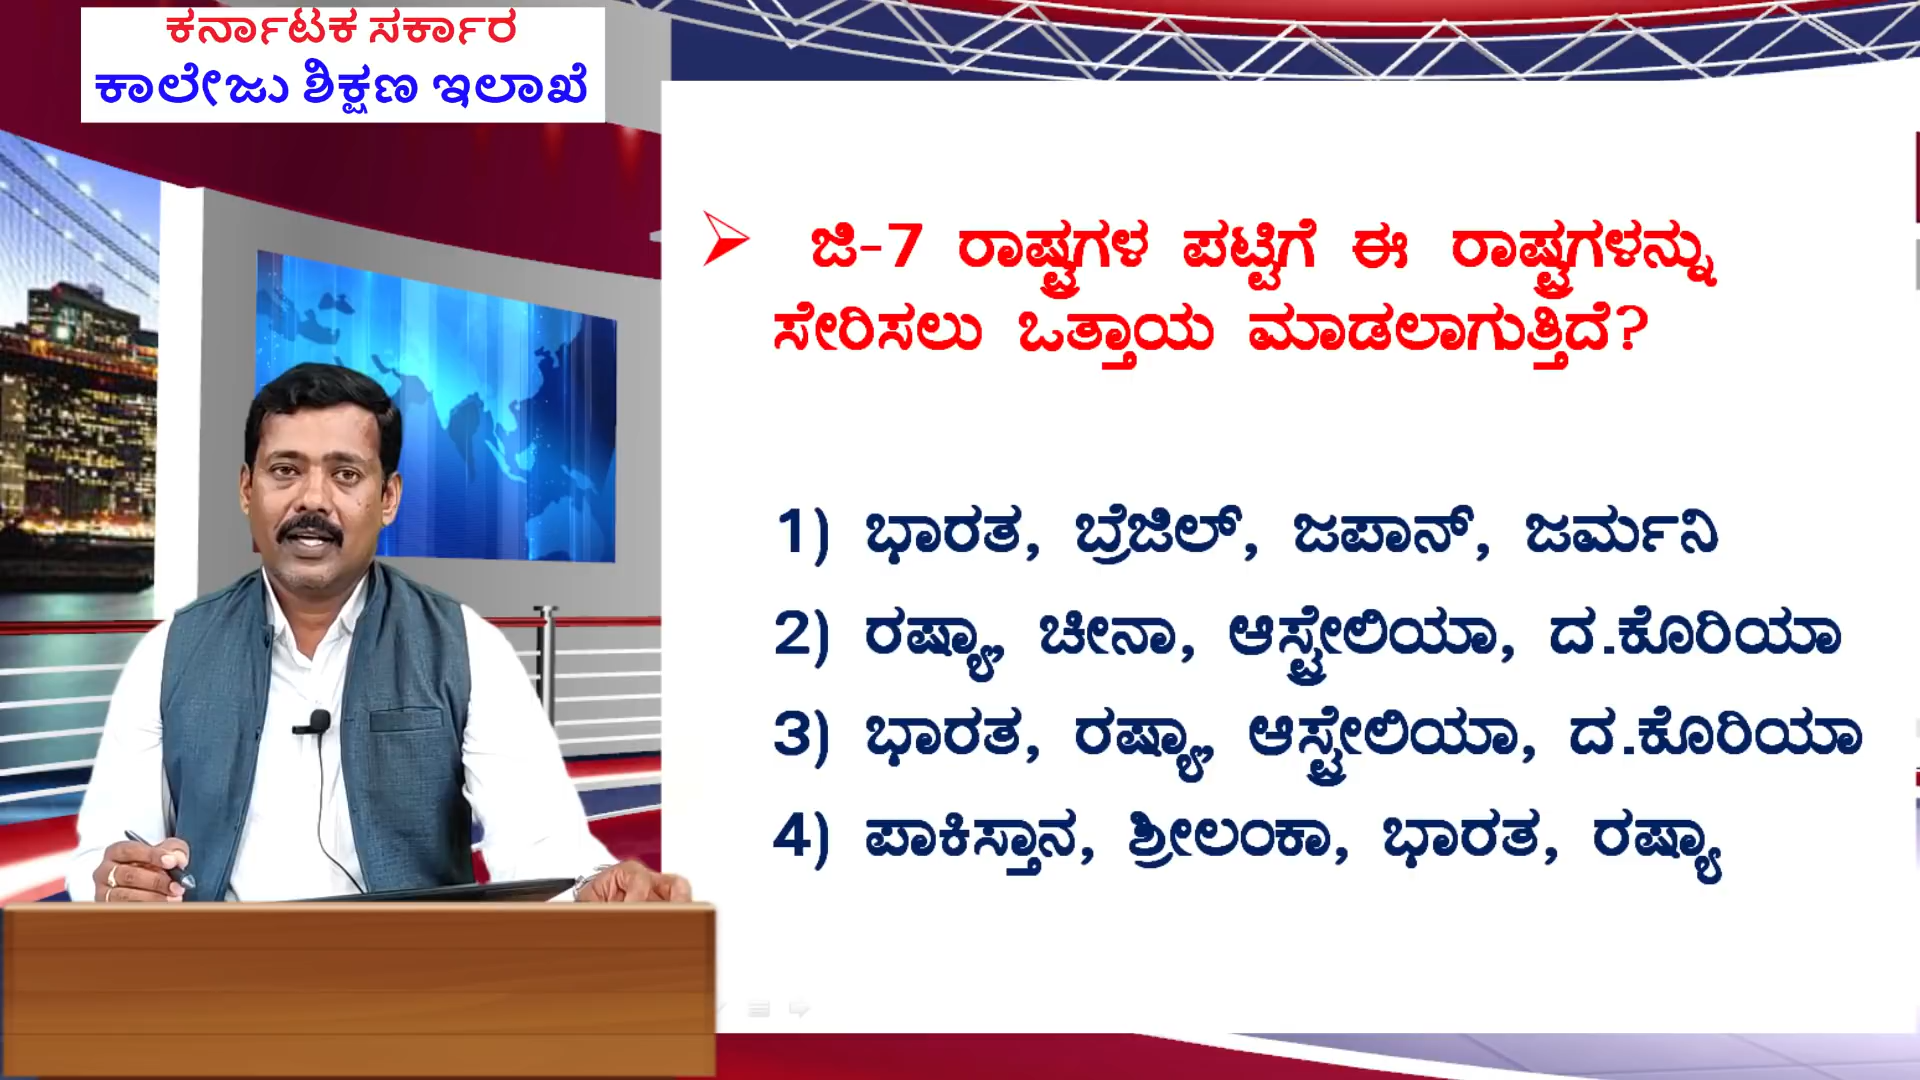 ಕರ್ನಾಟಕ ಸರ್ಕಾರ
ಕಾಲೇಜು ಶಿಕ್ಷಣ ಇಲಾಖೆ
ಜಿ-7 ರಾಷ್ಟ್ರಗಳ ಪಟ್ಟಿಗೆ ಈ ರಾಷ್ಟ್ರಗಳನ್ನು
ಸೇರಿಸಲು ಒತ್ತಾಯ ಮಾಡಲಾಗುತ್ತಿದೆ?
1) ಭಾರತ, ಬ್ರೆಜಿಲ್, ಜಪಾನ್, ಜರ್ಮನಿ
2) ರಷ್ಯಾ, ಚೀನಾ, ಆಸ್ಟ್ರೇಲಿಯಾ, ದ.ಕೊರಿಯಾ
3) ಭಾರತ, ರಷ್ಯಾ, ಆಸ್ಟ್ರೇಲಿಯಾ, ದ.ಕೊರಿಯಾ
4) ಪಾಕಿಸ್ತಾನ, ಶ್ರೀಲಂಕಾ, ಭಾರತ, ರಷ್ಯಾ